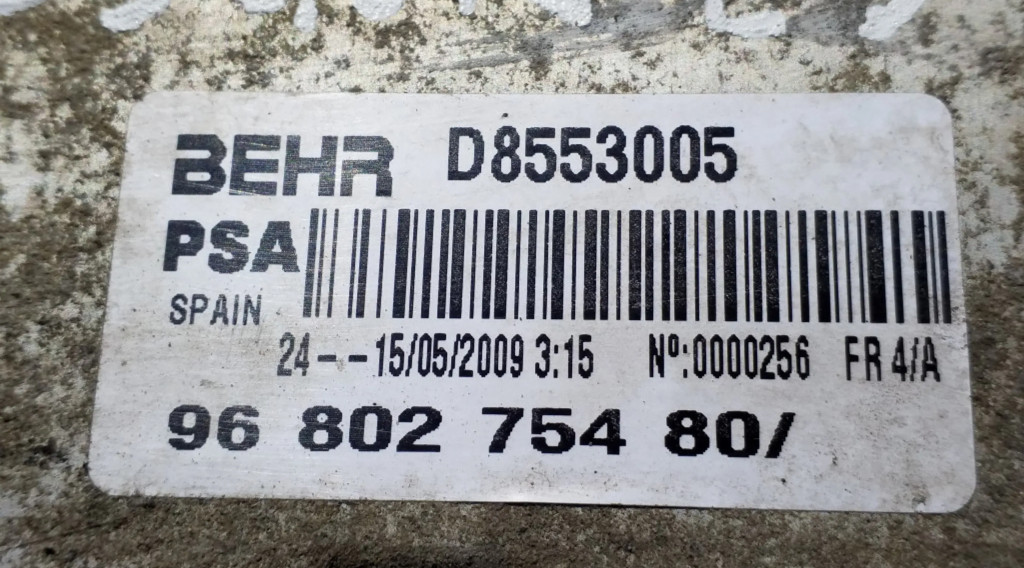 BEHR D8553005
PSA
SPAIN
24--15/05/2009 3:15 Nº:0000256 FR 4/A
96 802 754 80/